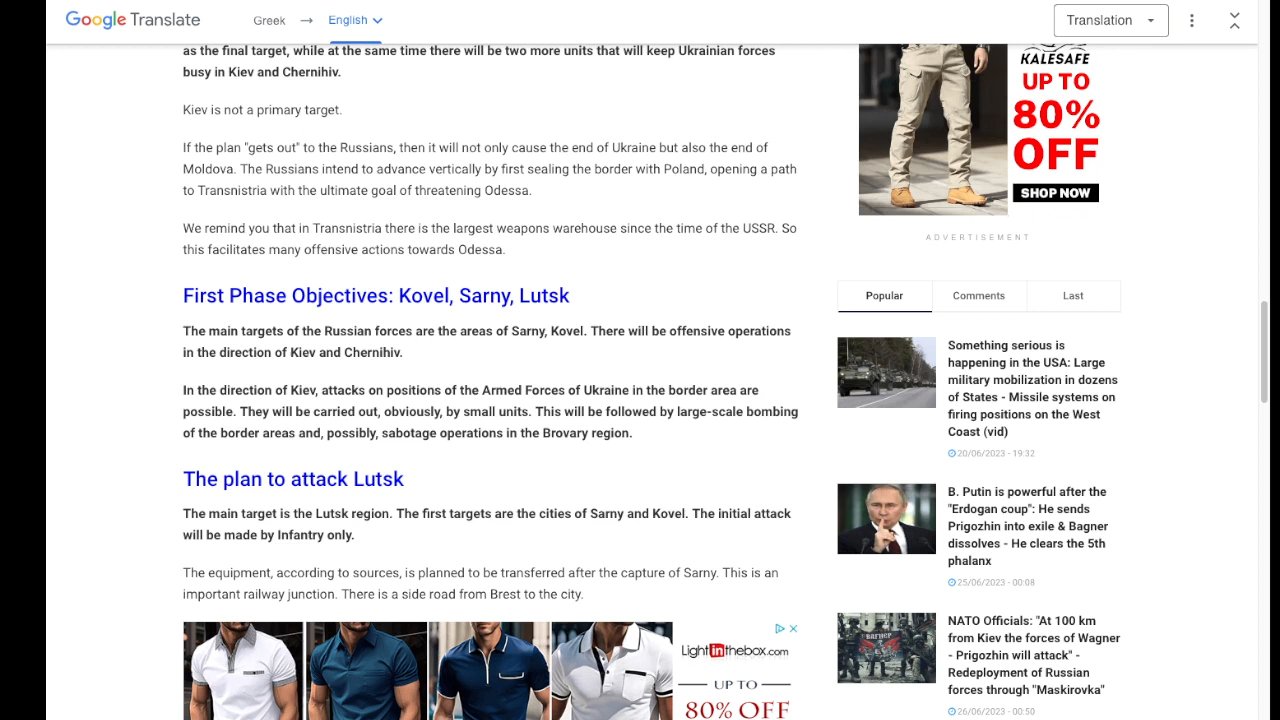 Google Translate
Greek → English
Translation
as the final target, while at the same time there will be two more units that will keep Ukrainian forces
busy in Kiev and Chernihiv.
Kiev is not a primary target.
If the plan "gets out" to the Russians, then it will not only cause the end of Ukraine but also the end of
Moldova. The Russians intend to advance vertically by first sealing the border with Poland, opening a path
to Transnistria with the ultimate goal of threatening Odessa.
We remind you that in Transnistria there is the largest weapons warehouse since the time of the USSR. So
this facilitates many offensive actions towards Odessa.
First Phase Objectives: Kovel, Sarny, Lutsk
The main targets of the Russian forces are the areas of Sarny, Kovel. There will be offensive operations
in the direction of Kiev and Chernihiv.
In the direction of Kiev, attacks on positions of the Armed Forces of Ukraine in the border area are
possible. They will be carried out, obviously, by small units. This will be followed by large-scale bombing
of the border areas and, possibly, sabotage operations in the Brovary region.
The plan to attack Lutsk
The main target is the Lutsk region. The first targets are the cities of Sarny and Kovel. The initial attack
will be made by Infantry only.
The equipment, according to sources, is planned to be transferred after the capture of Sarny. This is an
important railway junction. There is a side road from Brest to the city.
Lightinthebox.com
UP TO
80% OFF
KALESAFE
UP TO
80%
OFF
SHOP NOW
ADVERTISEMENT
Popular
Comments
Last
Something serious is
happening in the USA: Large
military mobilization in dozens
of States - Missile systems on
firing positions on the West
Coast (vid)
20/06/2023 - 19:32
B. Putin is powerful after the
"Erdogan coup": He sends
Prigozhin into exile & Bagner
dissolves - He clears the 5th
phalanx
25/06/2023 - 00:08
ВАГНЕР
NATO Officials: "At 100 km
from Kiev the forces of Wagner
- Prigozhin will attack" -
Redeployment of Russian
forces through "Maskirovka"
26/06/2023 - 00:50